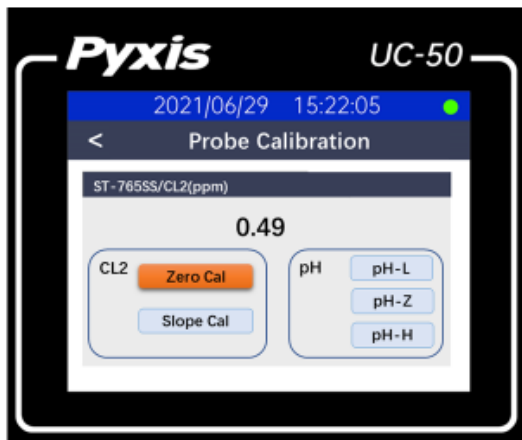 Pyxis UC-50
2021/06/29 15:22:05
< Probe Calibration
ST-765SS/CL2(ppm)
0.49
CL2
Zero Cal
Slope Cal
pH
pH-L
pH-Z
pH-H